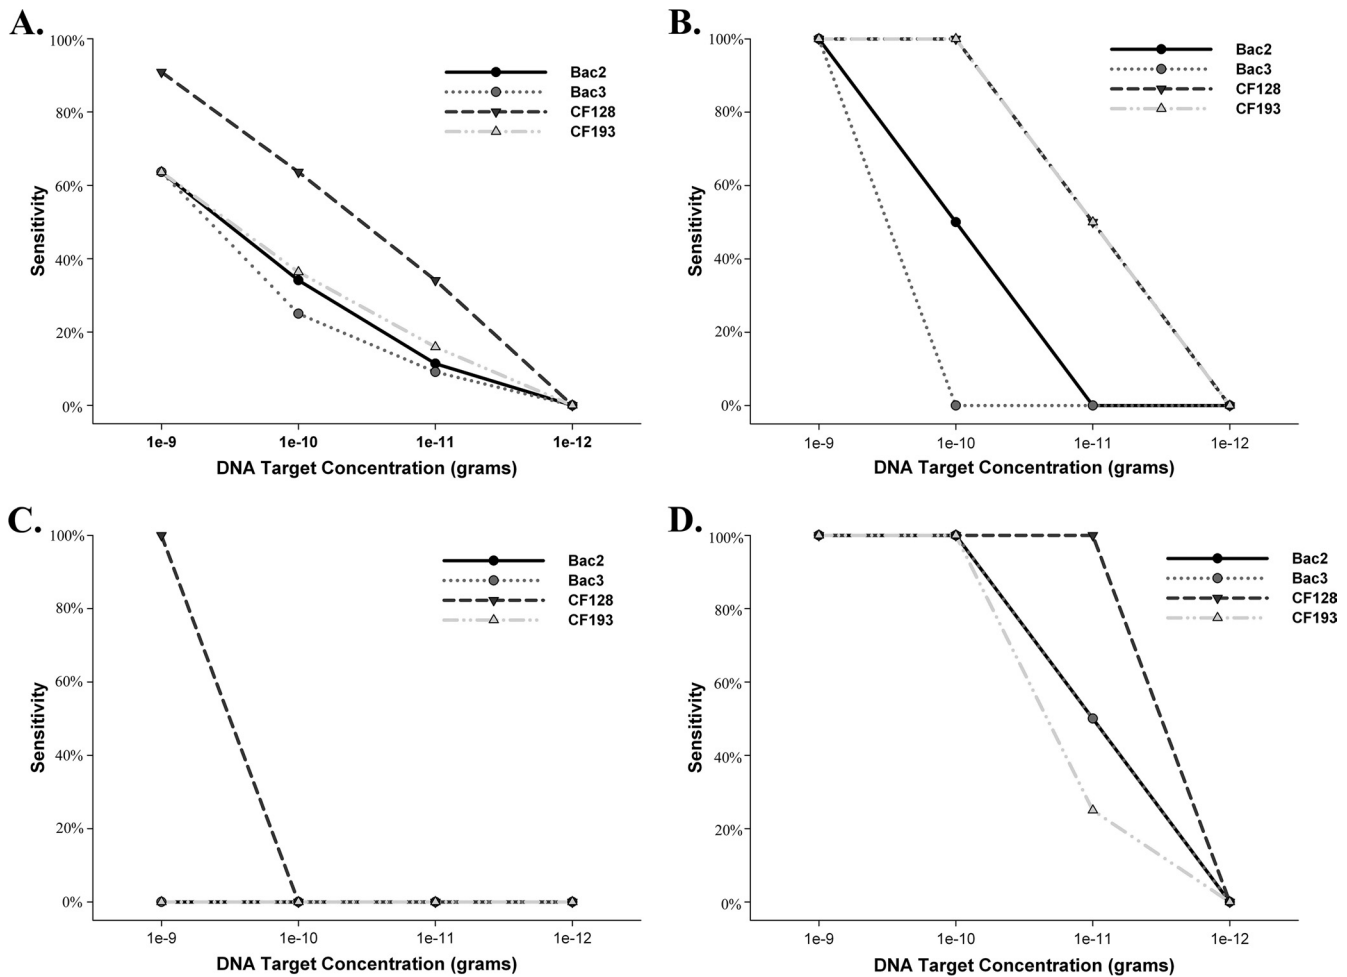 A.
100%
80%
60%
40%
20%
0%
Sensitivity
Bac2
Bac3
CF128
CF193
1e-9 1e-10 1e-11 1e-12
DNA Target Concentration (grams)
B.
100%
80%
60%
40%
20%
0%
Sensitivity
Bac2
Bac3
CF128
CF193
1e-9 1e-10 1e-11 1e-12
DNA Target Concentration (grams)
C.
100%
80%
60%
40%
20%
0%
Sensitivity
Bac2
Bac3
CF128
CF193
1e-9 1e-10 1e-11 1e-12
DNA Target Concentration (grams)
D.
100%
80%
60%
40%
20%
0%
Sensitivity
Bac2
Bac3
CF128
CF193
1e-9 1e-10 1e-11 1e-12
DNA Target Concentration (grams)